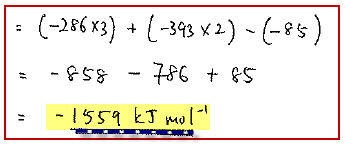 = (-286×3) + (-393×2) - (-85)
= -858 - 786 + 85
= -1559 kJ mol⁻¹